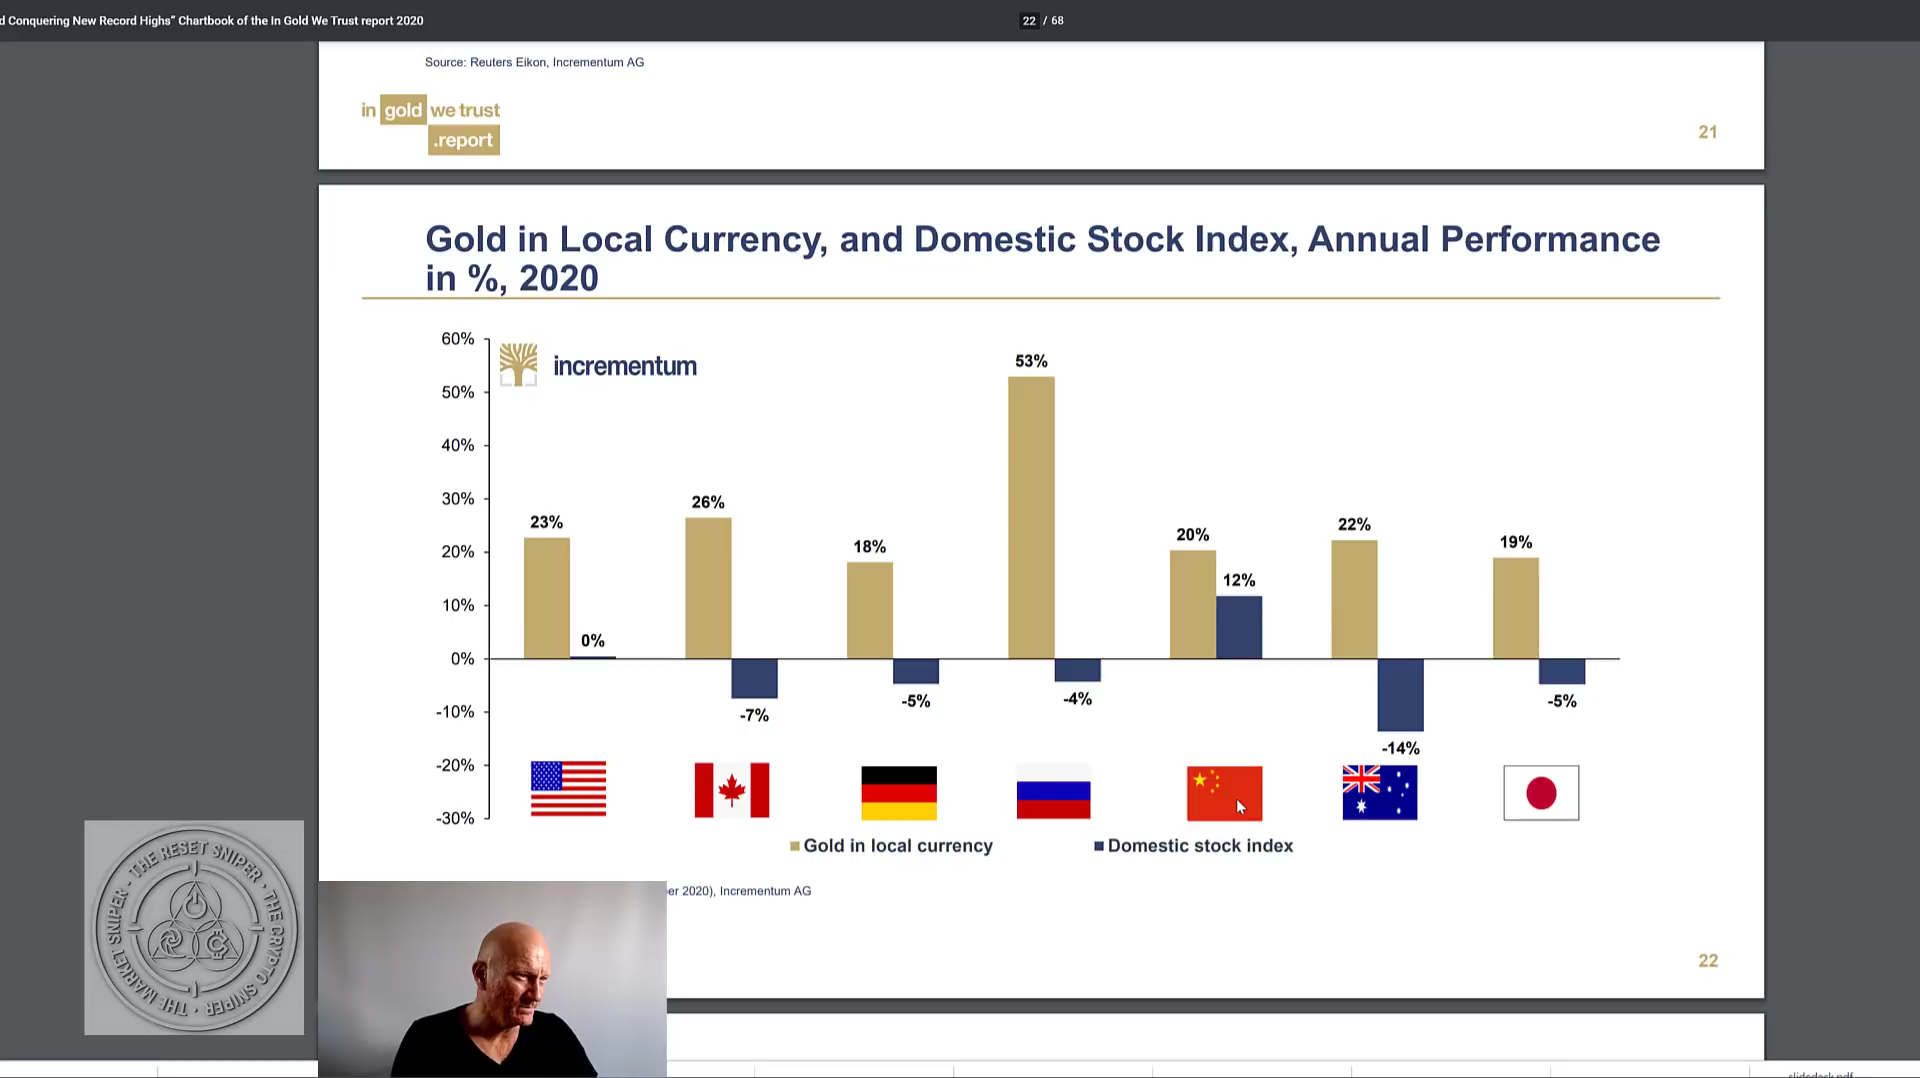 d Conquering New Record Highs" Chartbook of the In Gold We Trust report 2020
22 / 68
Source: Reuters Eikon, Incrementum AG
in gold we trust
.report
21
Gold in Local Currency, and Domestic Stock Index, Annual Performance
in %, 2020
60%
50%
40%
30%
20%
10%
0%
-10%
-20%
-30%
incrementum
23%
0%
26%
-7%
18%
-5%
53%
-4%
20%
12%
22%
-14%
19%
-5%
Gold in local currency
Domestic stock index
er 2020), Incrementum AG
22
THE RESET SNIPER · THE CRYPTO SNIPER · THE MARKET SNIPER ·
slidedeck.pdf